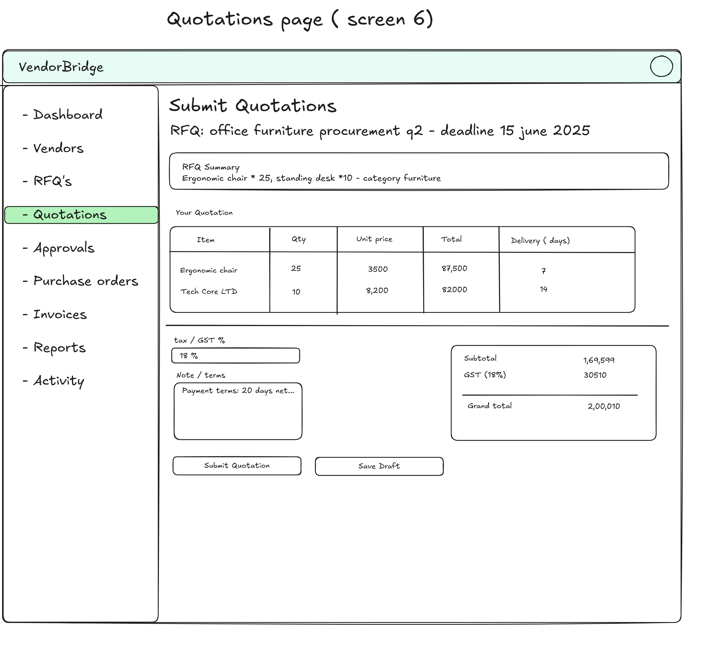 Quotations page ( screen 6)
VendorBridge
- Dashboard
- Vendors
- RFQ's
- Quotations
- Approvals
- Purchase orders
- Invoices
- Reports
- Activity
Submit Quotations
RFQ: office furniture procurement q2 - deadline 15 june 2025
RFQ Summary
Ergonomic chair * 25, standing desk *10 - category furniture
Your Quotation
Item Qty Unit price Total Delivery ( days)
Ergonomic chair 25 3500 87,500 7
Tech Core LTD 10 8,200 82000 14
tax / GST %
18 %
Note / terms
Payment terms: 20 days net...
Subtotal 1,69,599
GST (18%) 30510
Grand total 2,00,010
Submit Quotation Save Draft